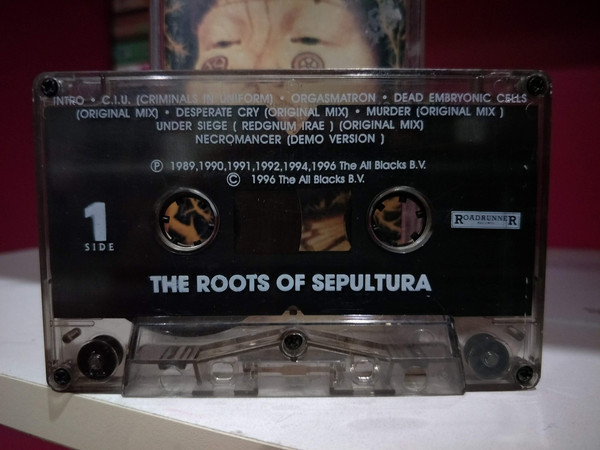 INTRO • C.I.U. (CRIMINALS IN UNIFORM) • ORGASMATRON • DEAD EMBRYONIC CELLS
(ORIGINAL MIX) • DESPERATE CRY (ORIGINAL MIX) • MURDER (ORIGINAL MIX )
UNDER SIEGE ( REDGNUM IRAE ) (ORIGINAL MIX)
NECROMANCER (DEMO VERSION )
Ⓟ 1989,1990,1991,1992,1994,1996 The All Blacks B.V.
© 1996 The All Blacks B.V.
1
SIDE
ROADRUNNER
RECORDS
THE ROOTS OF SEPULTURA